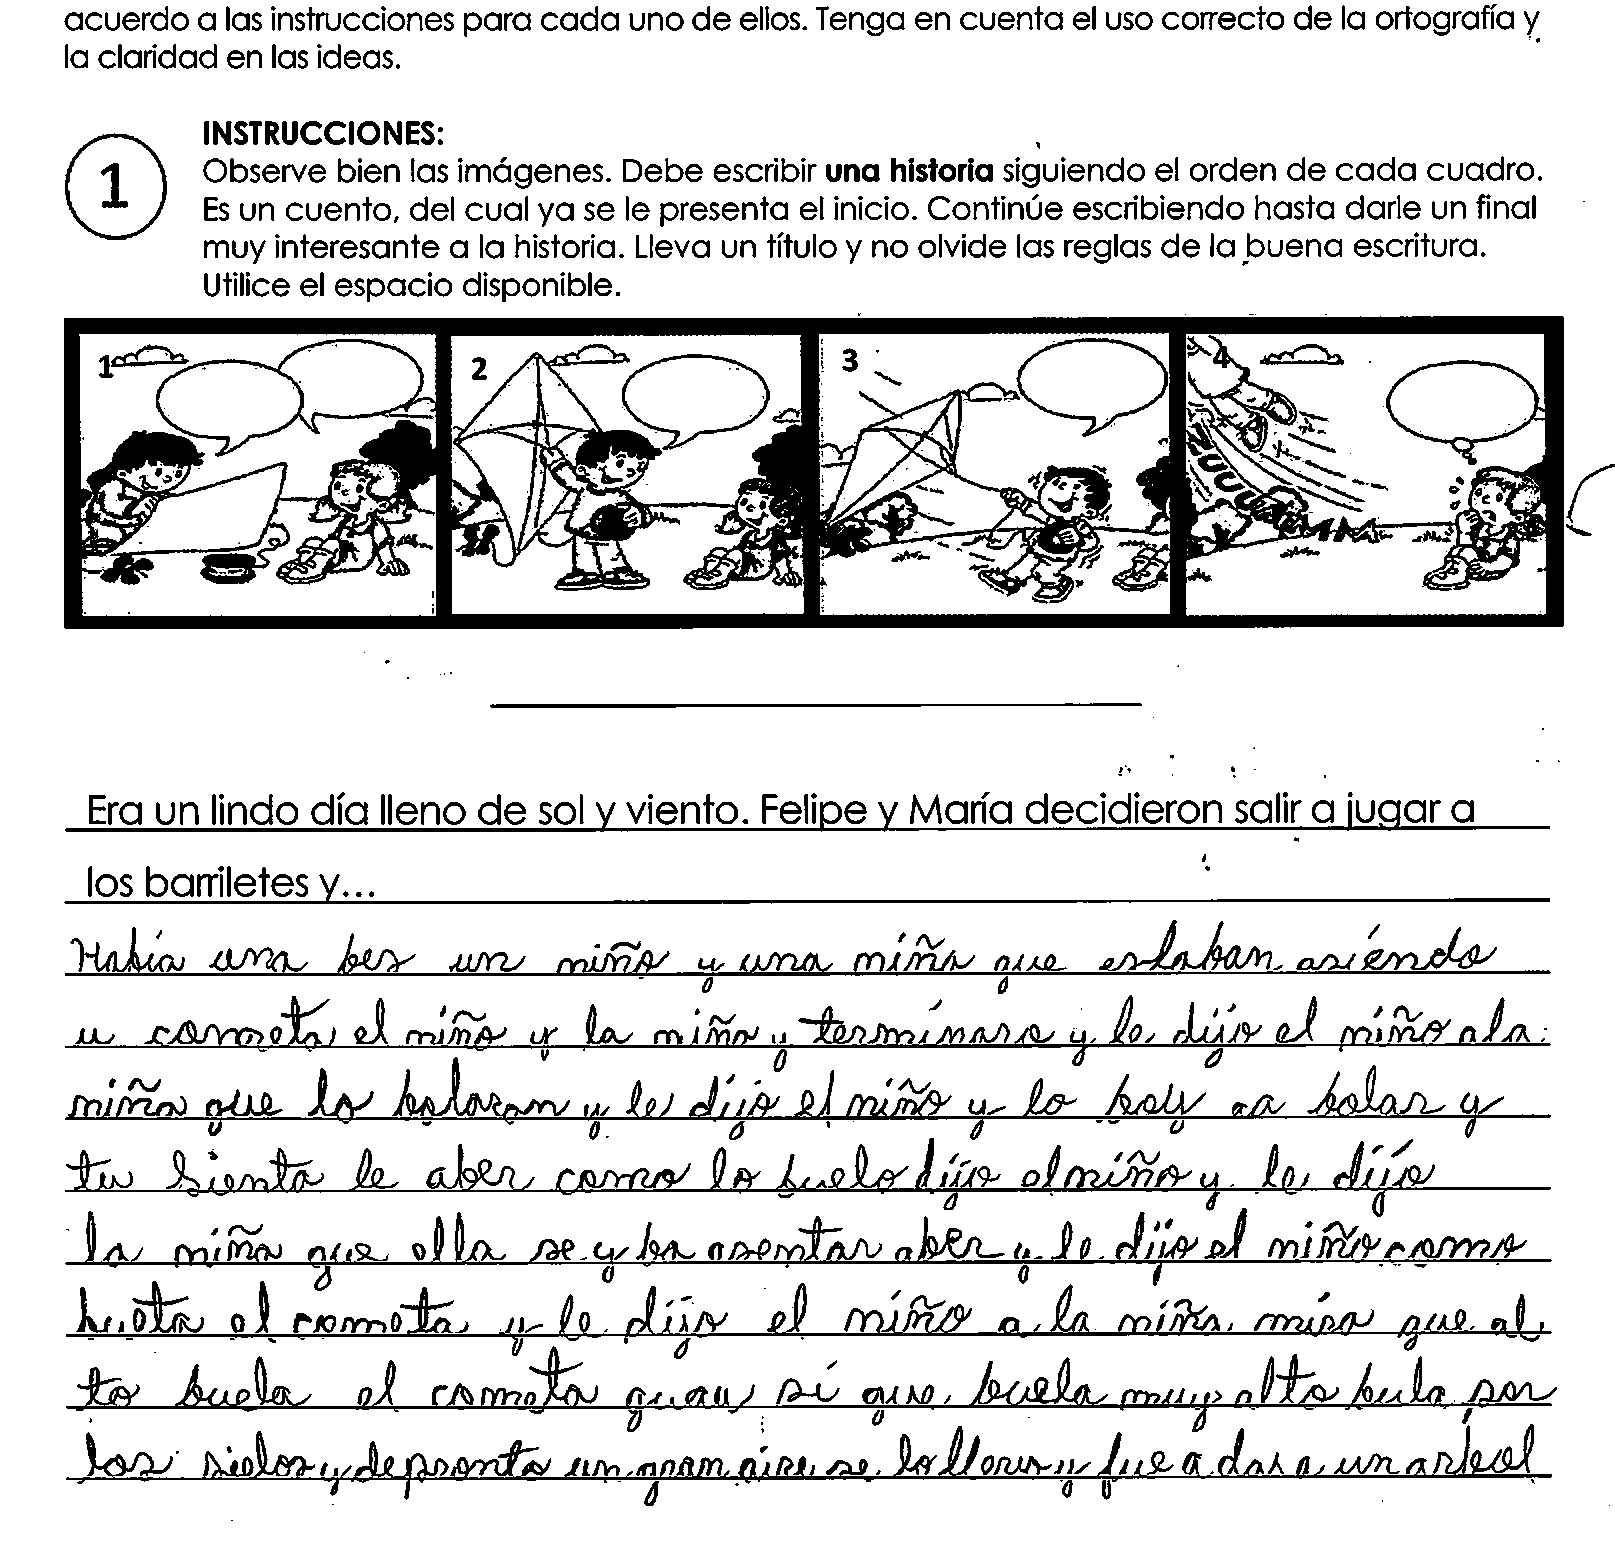 acuerdo a las instrucciones para cada uno de ellos. Tenga en cuenta el uso correcto de la ortografía y
la claridad en las ideas.
1
INSTRUCCIONES:
Observe bien las imágenes. Debe escribir una historia siguiendo el orden de cada cuadro.
Es un cuento, del cual ya se le presenta el inicio. Continúe escribiendo hasta darle un final
muy interesante a la historia. Lleva un título y no olvide las reglas de la buena escritura.
Utilice el espacio disponible.
1 2 3 4
Era un lindo día lleno de sol y viento. Felipe y María decidieron salir a jugar a
los barriletes y...
Había una bes un niño y una niña que estaban asiendo
u cometa el niño y la niña y terminaro y le dijo el niño ala
niña que lo bolaran y le dijo el niño y lo boy a bolar y
tu sienta le aber como lo buelo dijo el niño y le dijo
la niña que ella se y ba asentar aber y le dijo el niño como
el cometa y le dijo el niño a la niña mira que al
to buela el cometa guau si que buela muy alto bula por
los sielos y de pronto un gran aire se lo y fue a dar a un arbol